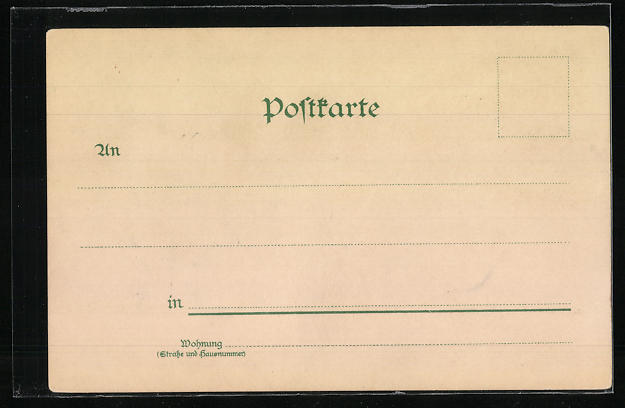 Postkarte
An
in
Wohnung
(Straße und Hausnummer)